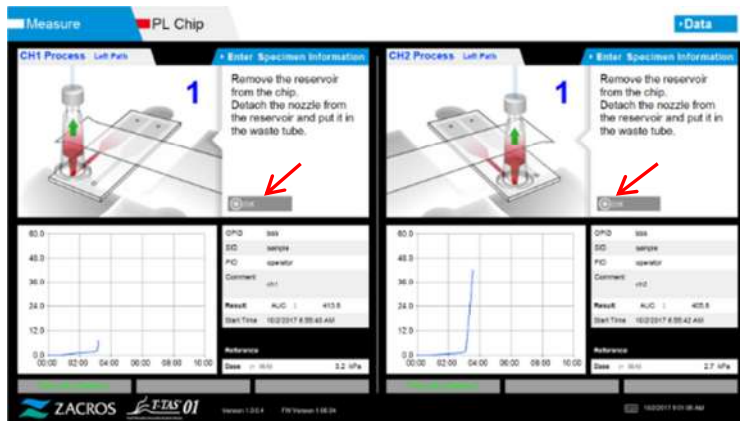 Measure
PL Chip
Data
CH1 Process Left Path
Enter Specimen Information
1
Remove the reservoir
from the chip.
Detach the nozzle from
the reservoir and put it in
the waste tube.
60.0
48.0
36.0
24.0
12.0
0.0
00:00 02:00 04:00 06:00 08:00 10:00
OPID
SID sample
PID operator
Comment
ch1
Result AUC : 413.8
Start Time 10/2/2017 8:55:40 AM
Reference
Base 3.2 kPa
CH2 Process Left Path
Enter Specimen Information
1
Remove the reservoir
from the chip.
Detach the nozzle from
the reservoir and put it in
the waste tube.
60.0
48.0
36.0
24.0
12.0
0.0
00:00 02:00 04:00 06:00 08:00 10:00
OPID
SID sample
PID operator
Comment
ch2
Result AUC :
Start Time
Reference
Base 2.7 kPa
ZACROS T-TAS 01